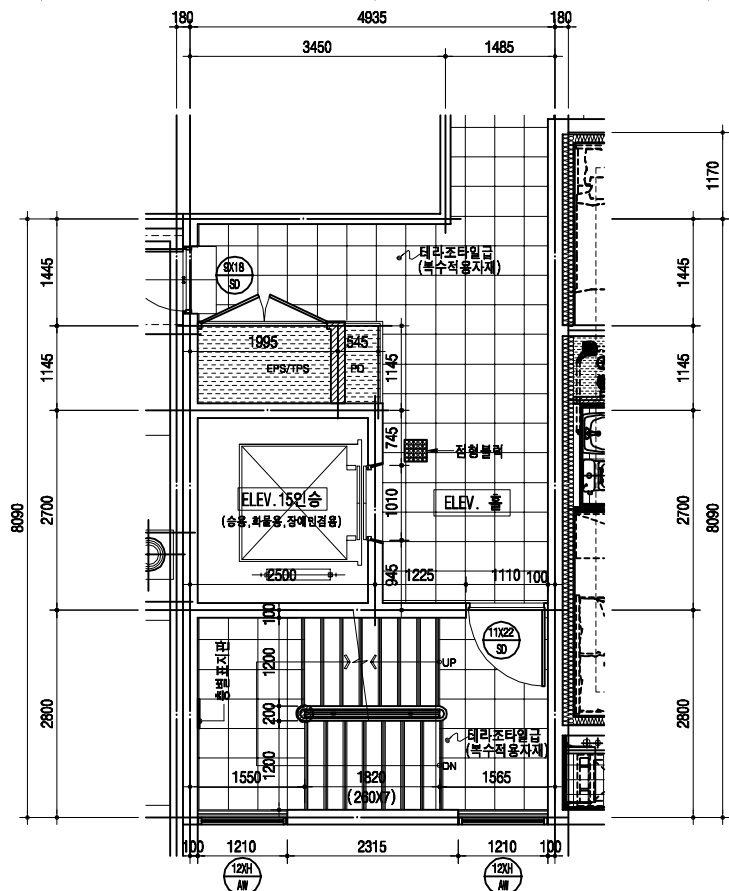 180 4935 180
3450 1485
1170
1445
1445
9X18
SD
테라조타일급
(복수적용자재)
1995 545
EPS/TPS PD
1145
1145
1145
745
점형블럭
ELEV.15인승
(승용,화물용,장애인겸용)
1010
ELEV. 홀
2700
2700
8090
8090
2500
945
1225 1110 100
100
11X22
SD
층별표지판
1200
UP
200
2800
2800
테라조타일급
(복수적용자재)
1200
DN
1550 1820 1565
(260X7)
100 1210 2315 1210 100
12XH
AW
12XH
AW